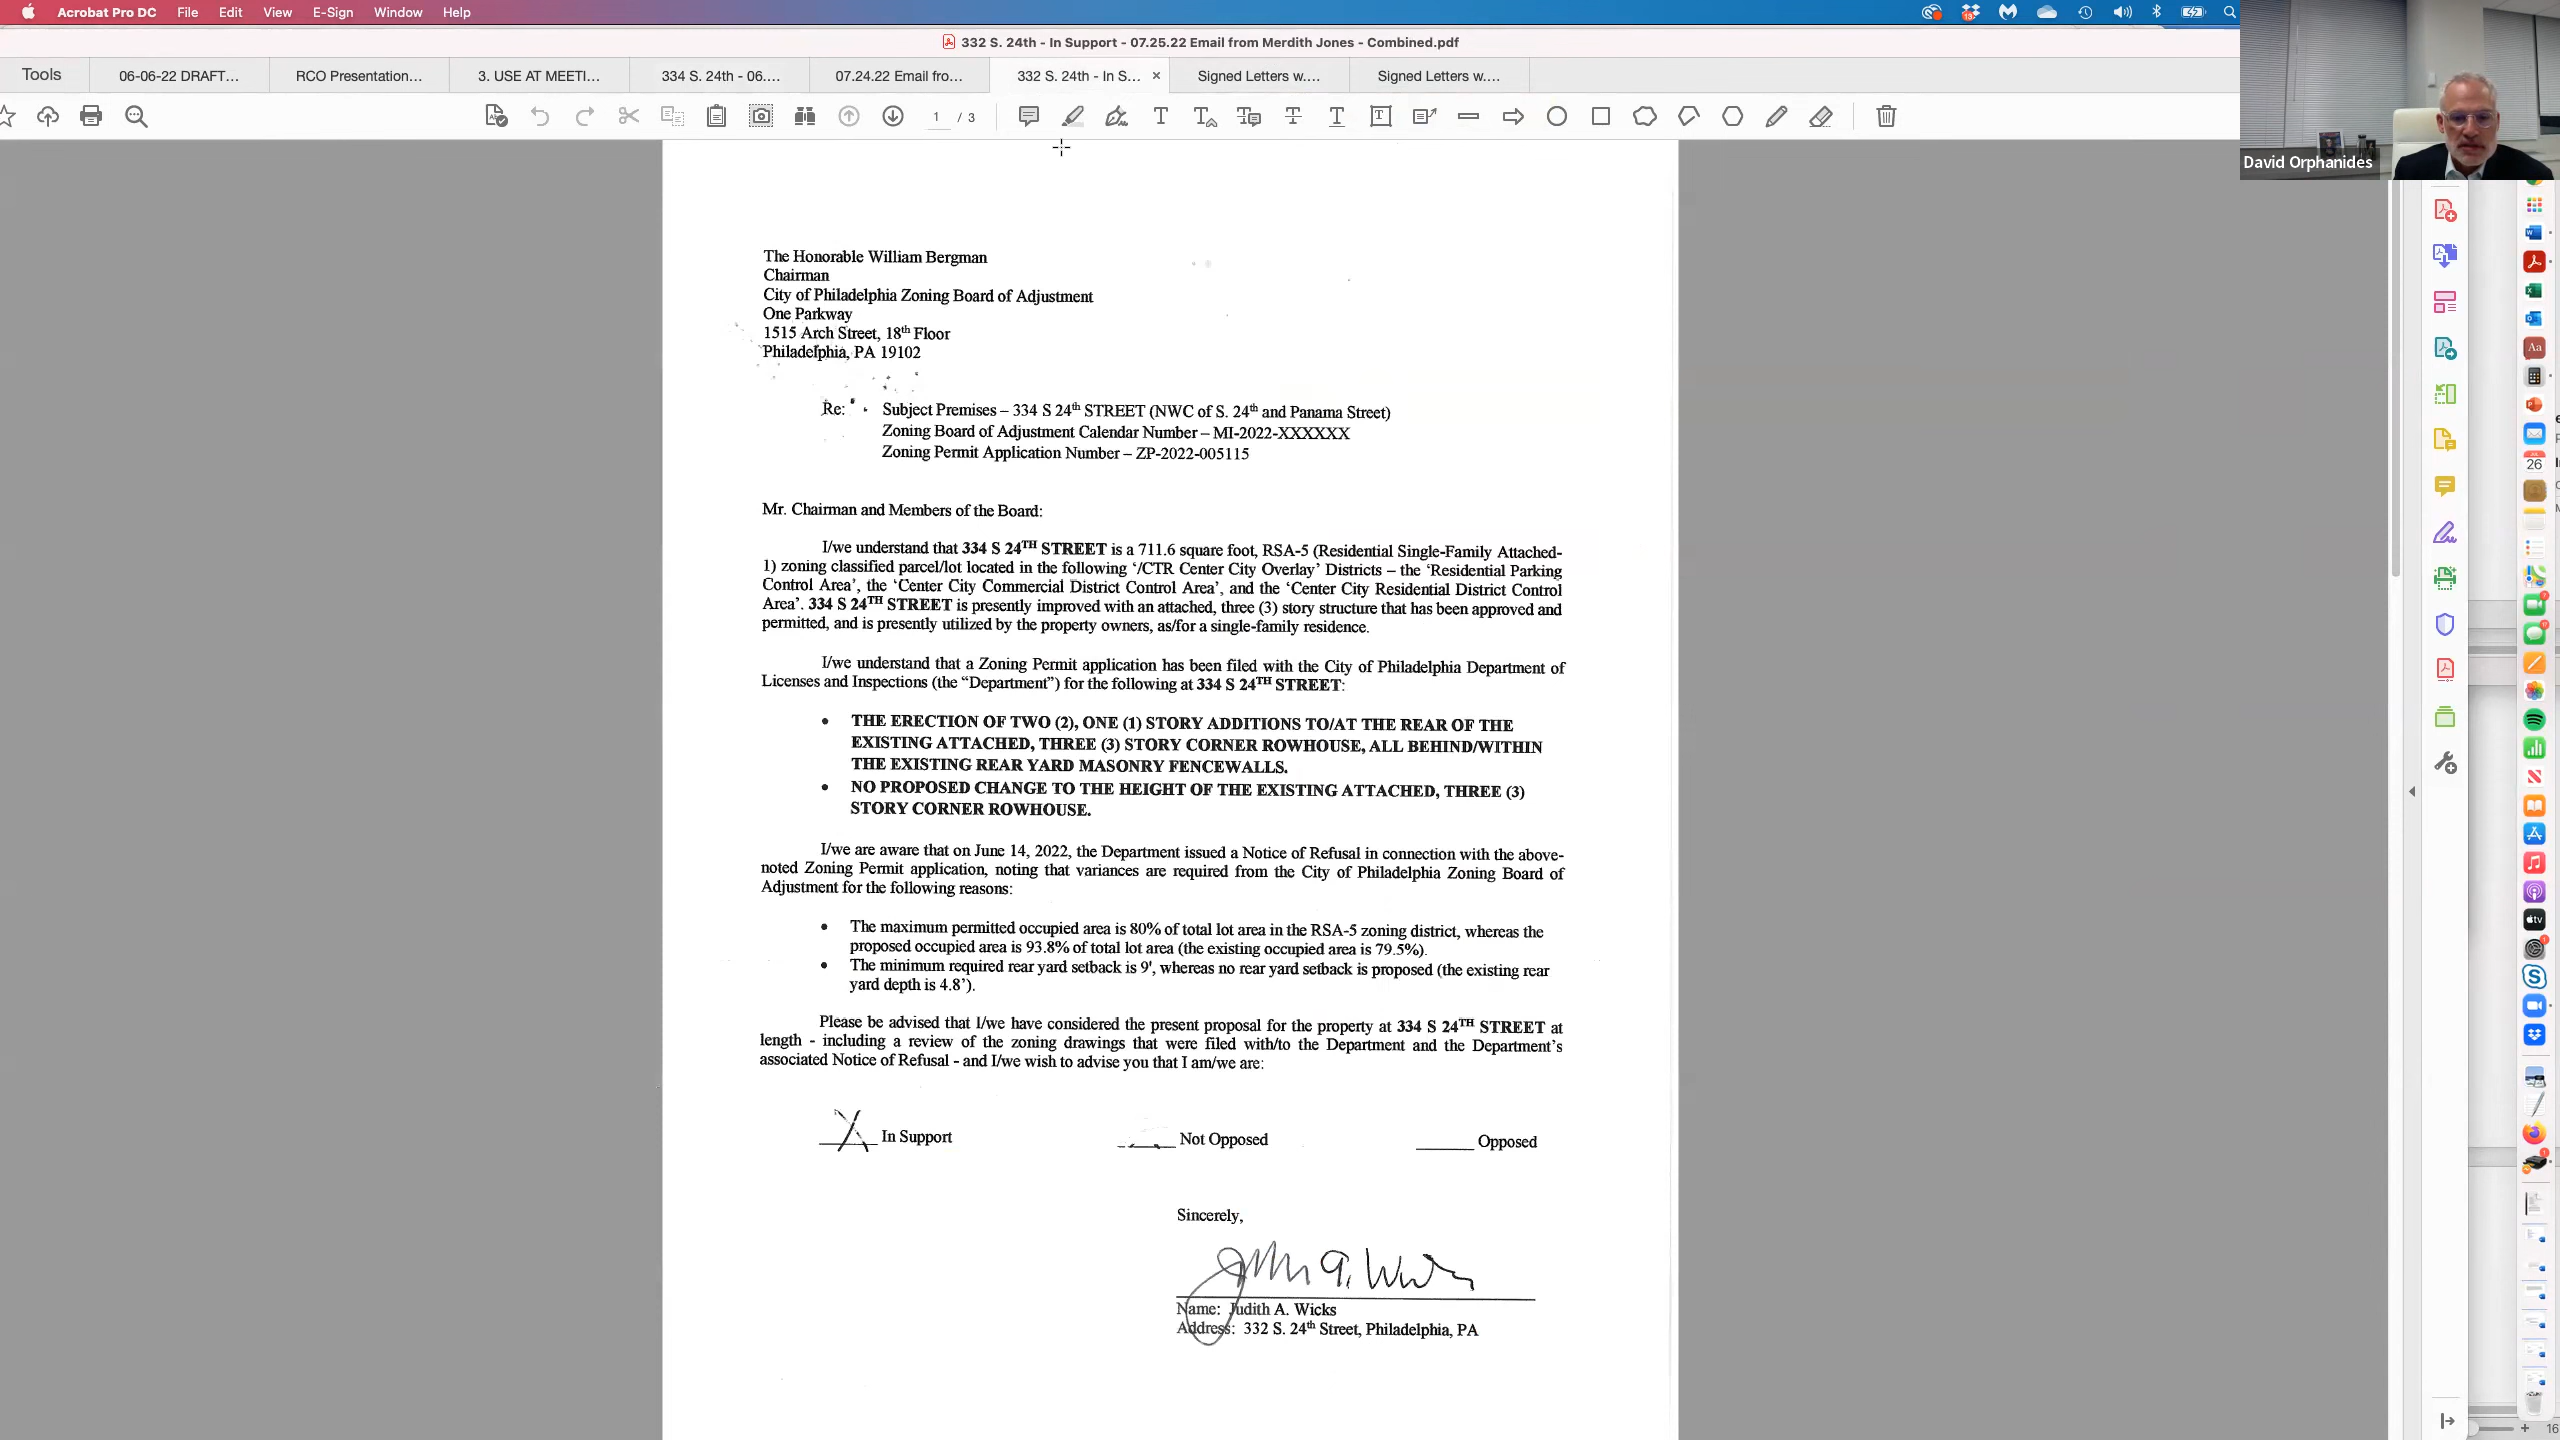 Acrobat Pro DC File Edit View E-Sign Window Help
332 S. 24th - In Support - 07.25.22 Email from Merdith Jones - Combined.pdf
Tools 06-06-22 DRAFT... RCO Presentation... 3. USE AT MEETI... 334 S. 24th - 06.... 07.24.22 Email fro... 332 S. 24th - In S... × Signed Letters w.... Signed Letters w....
1 / 3
David Orphanides
The Honorable William Bergman
Chairman
City of Philadelphia Zoning Board of Adjustment
One Parkway
1515 Arch Street, 18th Floor
Philadelphia, PA 19102
Re: Subject Premises – 334 S 24th STREET (NWC of S. 24th and Panama Street)
Zoning Board of Adjustment Calendar Number – MI-2022-XXXXXX
Zoning Permit Application Number – ZP-2022-005115
Mr. Chairman and Members of the Board:
I/we understand that 334 S 24TH STREET is a 711.6 square foot, RSA-5 (Residential Single-Family Attached-
1) zoning classified parcel/lot located in the following ‘/CTR Center City Overlay’ Districts – the ‘Residential Parking
Control Area’, the ‘Center City Commercial District Control Area’, and the ‘Center City Residential District Control
Area’. 334 S 24TH STREET is presently improved with an attached, three (3) story structure that has been approved and
permitted, and is presently utilized by the property owners, as/for a single-family residence.
I/we understand that a Zoning Permit application has been filed with the City of Philadelphia Department of
Licenses and Inspections (the “Department”) for the following at 334 S 24TH STREET:
• THE ERECTION OF TWO (2), ONE (1) STORY ADDITIONS TO/AT THE REAR OF THE
EXISTING ATTACHED, THREE (3) STORY CORNER ROWHOUSE, ALL BEHIND/WITHIN
THE EXISTING REAR YARD MASONRY FENCEWALLS.
• NO PROPOSED CHANGE TO THE HEIGHT OF THE EXISTING ATTACHED, THREE (3)
STORY CORNER ROWHOUSE.
I/we are aware that on June 14, 2022, the Department issued a Notice of Refusal in connection with the above-
noted Zoning Permit application, noting that variances are required from the City of Philadelphia Zoning Board of
Adjustment for the following reasons:
• The maximum permitted occupied area is 80% of total lot area in the RSA-5 zoning district, whereas the
proposed occupied area is 93.8% of total lot area (the existing occupied area is 79.5%).
• The minimum required rear yard setback is 9', whereas no rear yard setback is proposed (the existing rear
yard depth is 4.8’).
Please be advised that I/we have considered the present proposal for the property at 334 S 24TH STREET at
length - including a review of the zoning drawings that were filed with/to the Department and the Department’s
associated Notice of Refusal - and I/we wish to advise you that I am/we are:
X In Support Not Opposed Opposed
Sincerely,
Name: Judith A. Wicks
Address: 332 S. 24th Street, Philadelphia, PA